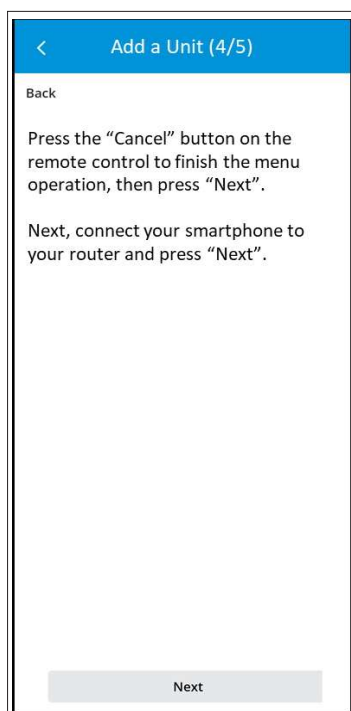 Add a Unit (4/5)
Back
Press the “Cancel” button on the
remote control to finish the menu
operation, then press “Next”.
Next, connect your smartphone to
your router and press “Next”.
Next